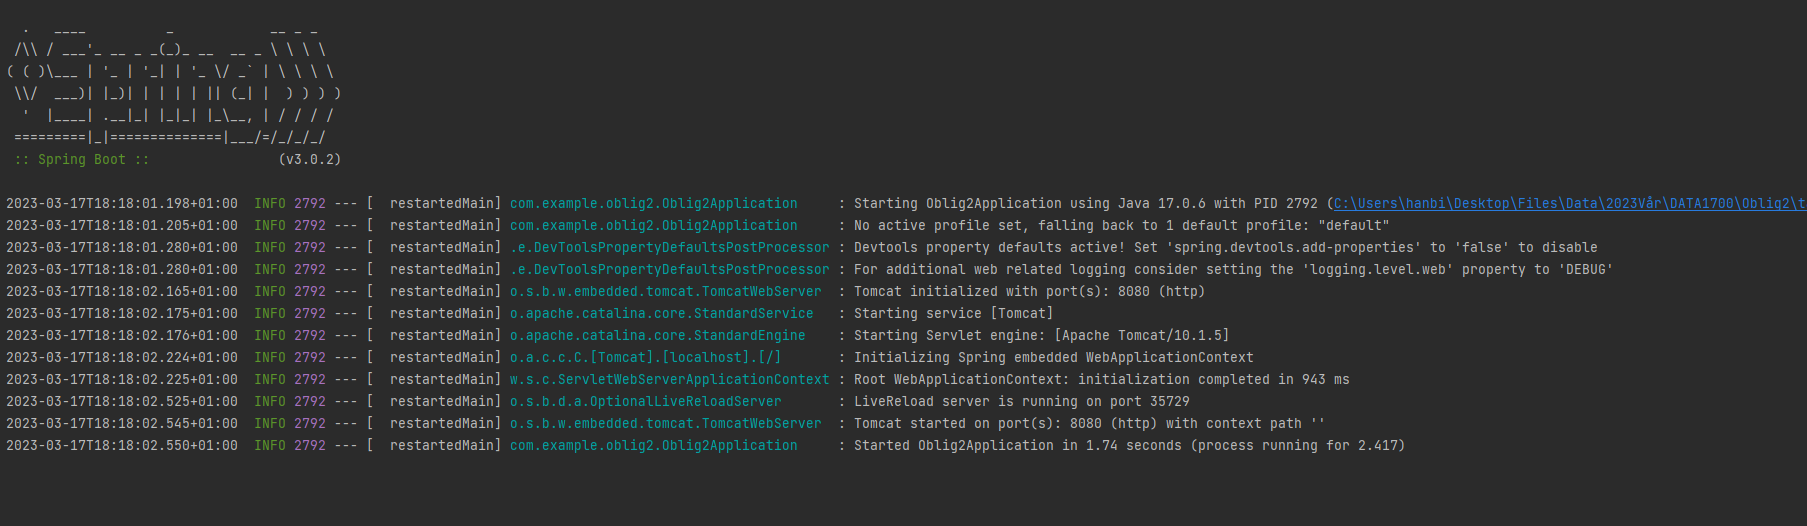 .   ____          _            __ _ _
 /\\ / ___'_ __ _ _(_)_ __  __ _ \ \ \ \
( ( )\___ | '_ | '_| | '_ \/ _` | \ \ \ \
 \\/  ___)| |_)| | | | | || (_| |  ) ) ) )
  '  |____| .__|_| |_|_| |_\__, | / / / /
 =========|_|==============|___/=/_/_/_/
 :: Spring Boot ::                (v3.0.2)
2023-03-17T18:18:01.198+01:00  INFO 2792 --- [  restartedMain] com.example.oblig2.Oblig2Application     : Starting Oblig2Application using Java 17.0.6 with PID 2792 (C:\Users\hanbi\Desktop\Files\Data\2023Vår\DATA1700\Oblig2\t
2023-03-17T18:18:01.205+01:00  INFO 2792 --- [  restartedMain] com.example.oblig2.Oblig2Application     : No active profile set, falling back to 1 default profile: "default"
2023-03-17T18:18:01.280+01:00  INFO 2792 --- [  restartedMain] .e.DevToolsPropertyDefaultsPostProcessor : Devtools property defaults active! Set 'spring.devtools.add-properties' to 'false' to disable
2023-03-17T18:18:01.280+01:00  INFO 2792 --- [  restartedMain] .e.DevToolsPropertyDefaultsPostProcessor : For additional web related logging consider setting the 'logging.level.web' property to 'DEBUG'
2023-03-17T18:18:02.165+01:00  INFO 2792 --- [  restartedMain] o.s.b.w.embedded.tomcat.TomcatWebServer  : Tomcat initialized with port(s): 8080 (http)
2023-03-17T18:18:02.175+01:00  INFO 2792 --- [  restartedMain] o.apache.catalina.core.StandardService   : Starting service [Tomcat]
2023-03-17T18:18:02.176+01:00  INFO 2792 --- [  restartedMain] o.apache.catalina.core.StandardEngine    : Starting Servlet engine: [Apache Tomcat/10.1.5]
2023-03-17T18:18:02.224+01:00  INFO 2792 --- [  restartedMain] o.a.c.c.C.[Tomcat].[localhost].[/]       : Initializing Spring embedded WebApplicationContext
2023-03-17T18:18:02.225+01:00  INFO 2792 --- [  restartedMain] w.s.c.ServletWebServerApplicationContext : Root WebApplicationContext: initialization completed in 943 ms
2023-03-17T18:18:02.525+01:00  INFO 2792 --- [  restartedMain] o.s.b.d.a.OptionalLiveReloadServer       : LiveReload server is running on port 35729
2023-03-17T18:18:02.545+01:00  INFO 2792 --- [  restartedMain] o.s.b.w.embedded.tomcat.TomcatWebServer  : Tomcat started on port(s): 8080 (http) with context path ''
2023-03-17T18:18:02.550+01:00  INFO 2792 --- [  restartedMain] com.example.oblig2.Oblig2Application     : Started Oblig2Application in 1.74 seconds (process running for 2.417)